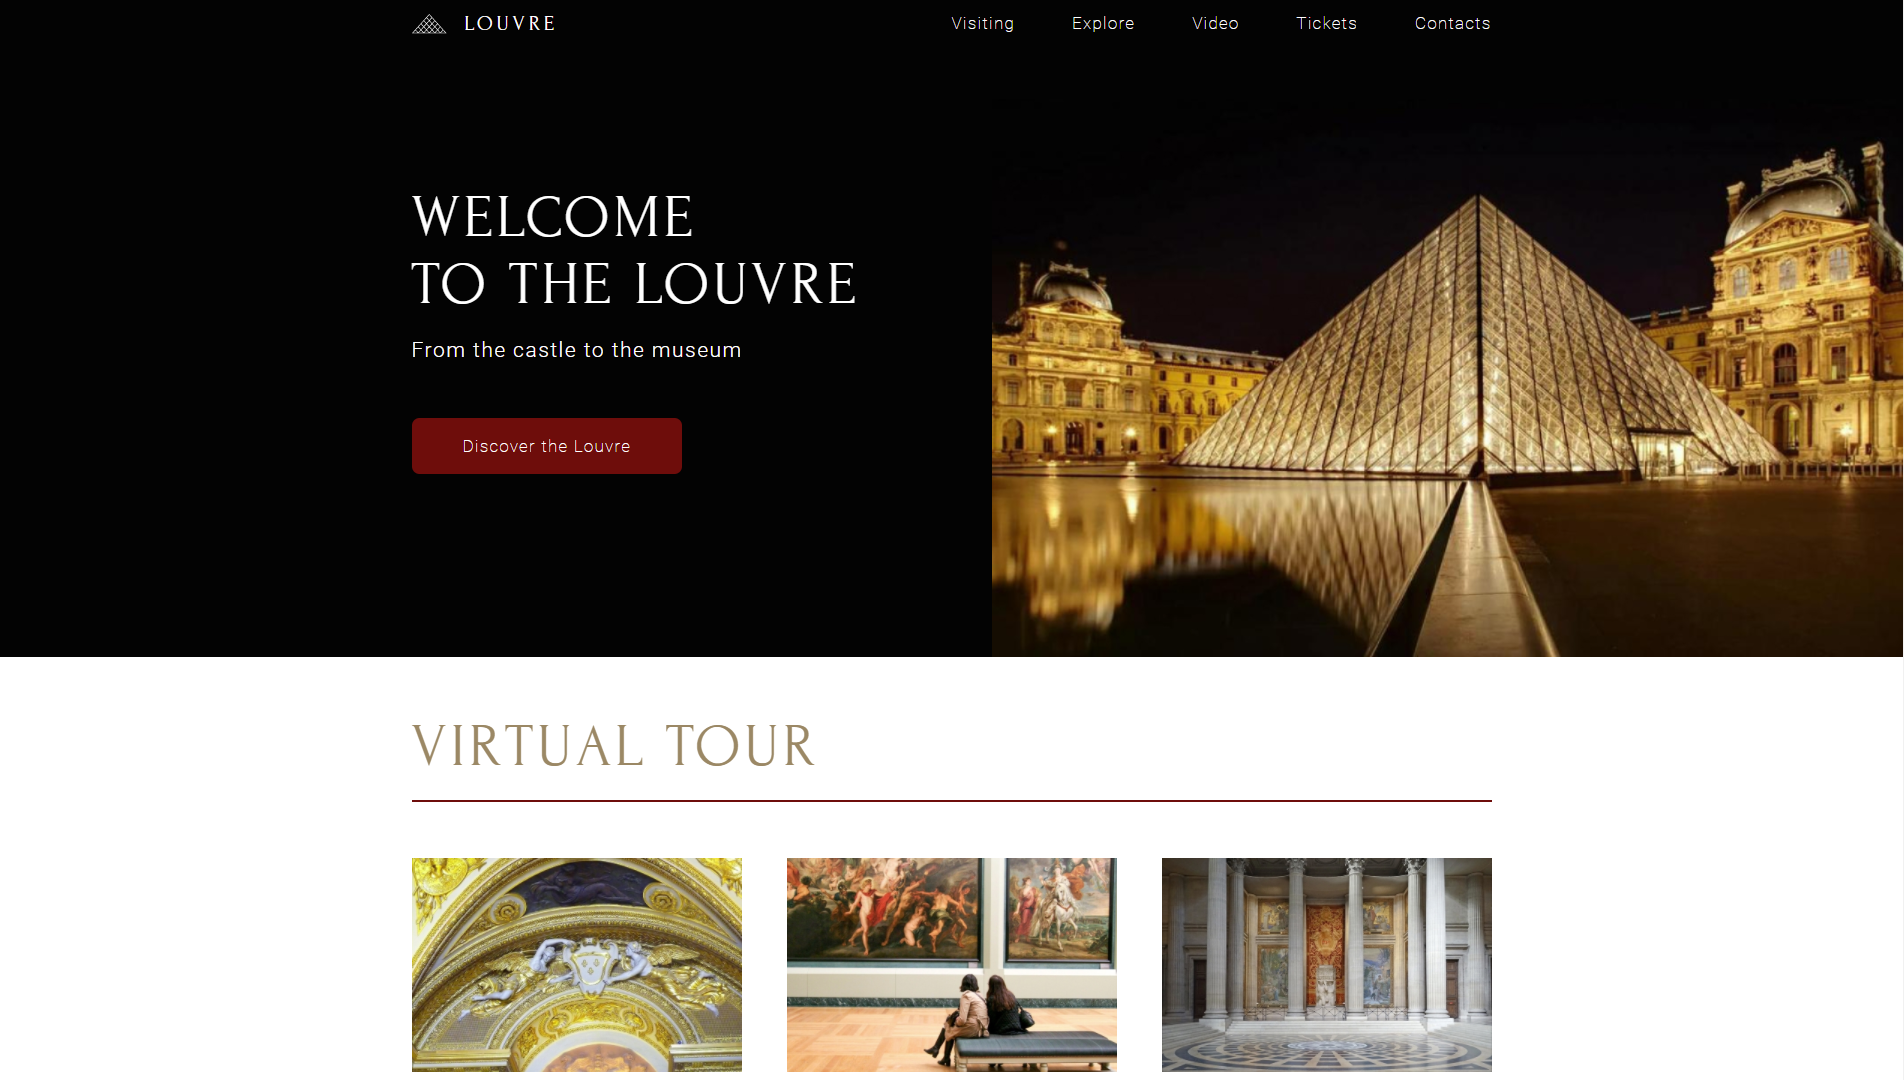 LOUVRE
Visiting Explore Video Tickets Contacts
WELCOME
TO THE LOUVRE
From the castle to the museum
Discover the Louvre
VIRTUAL TOUR